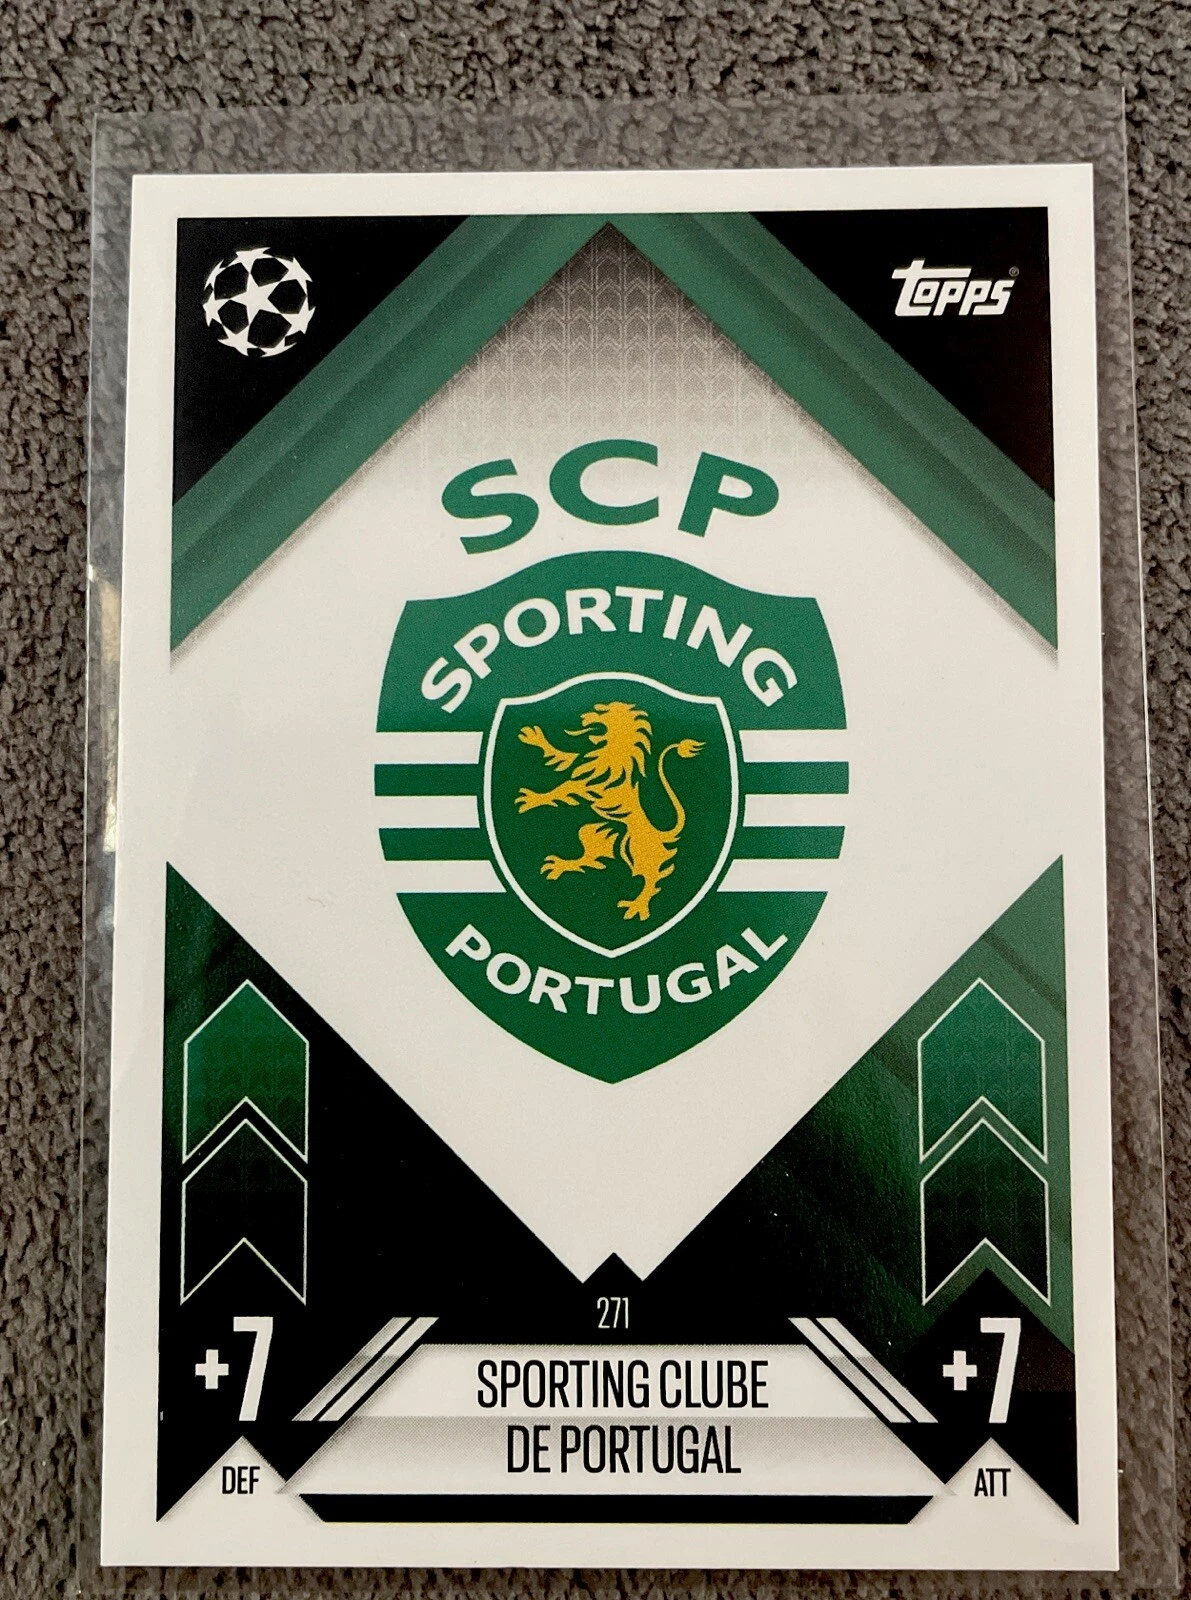 topps®
SCP
SPORTING
PORTUGAL
271
+7
+7
SPORTING CLUBE
DE PORTUGAL
DEF
ATT